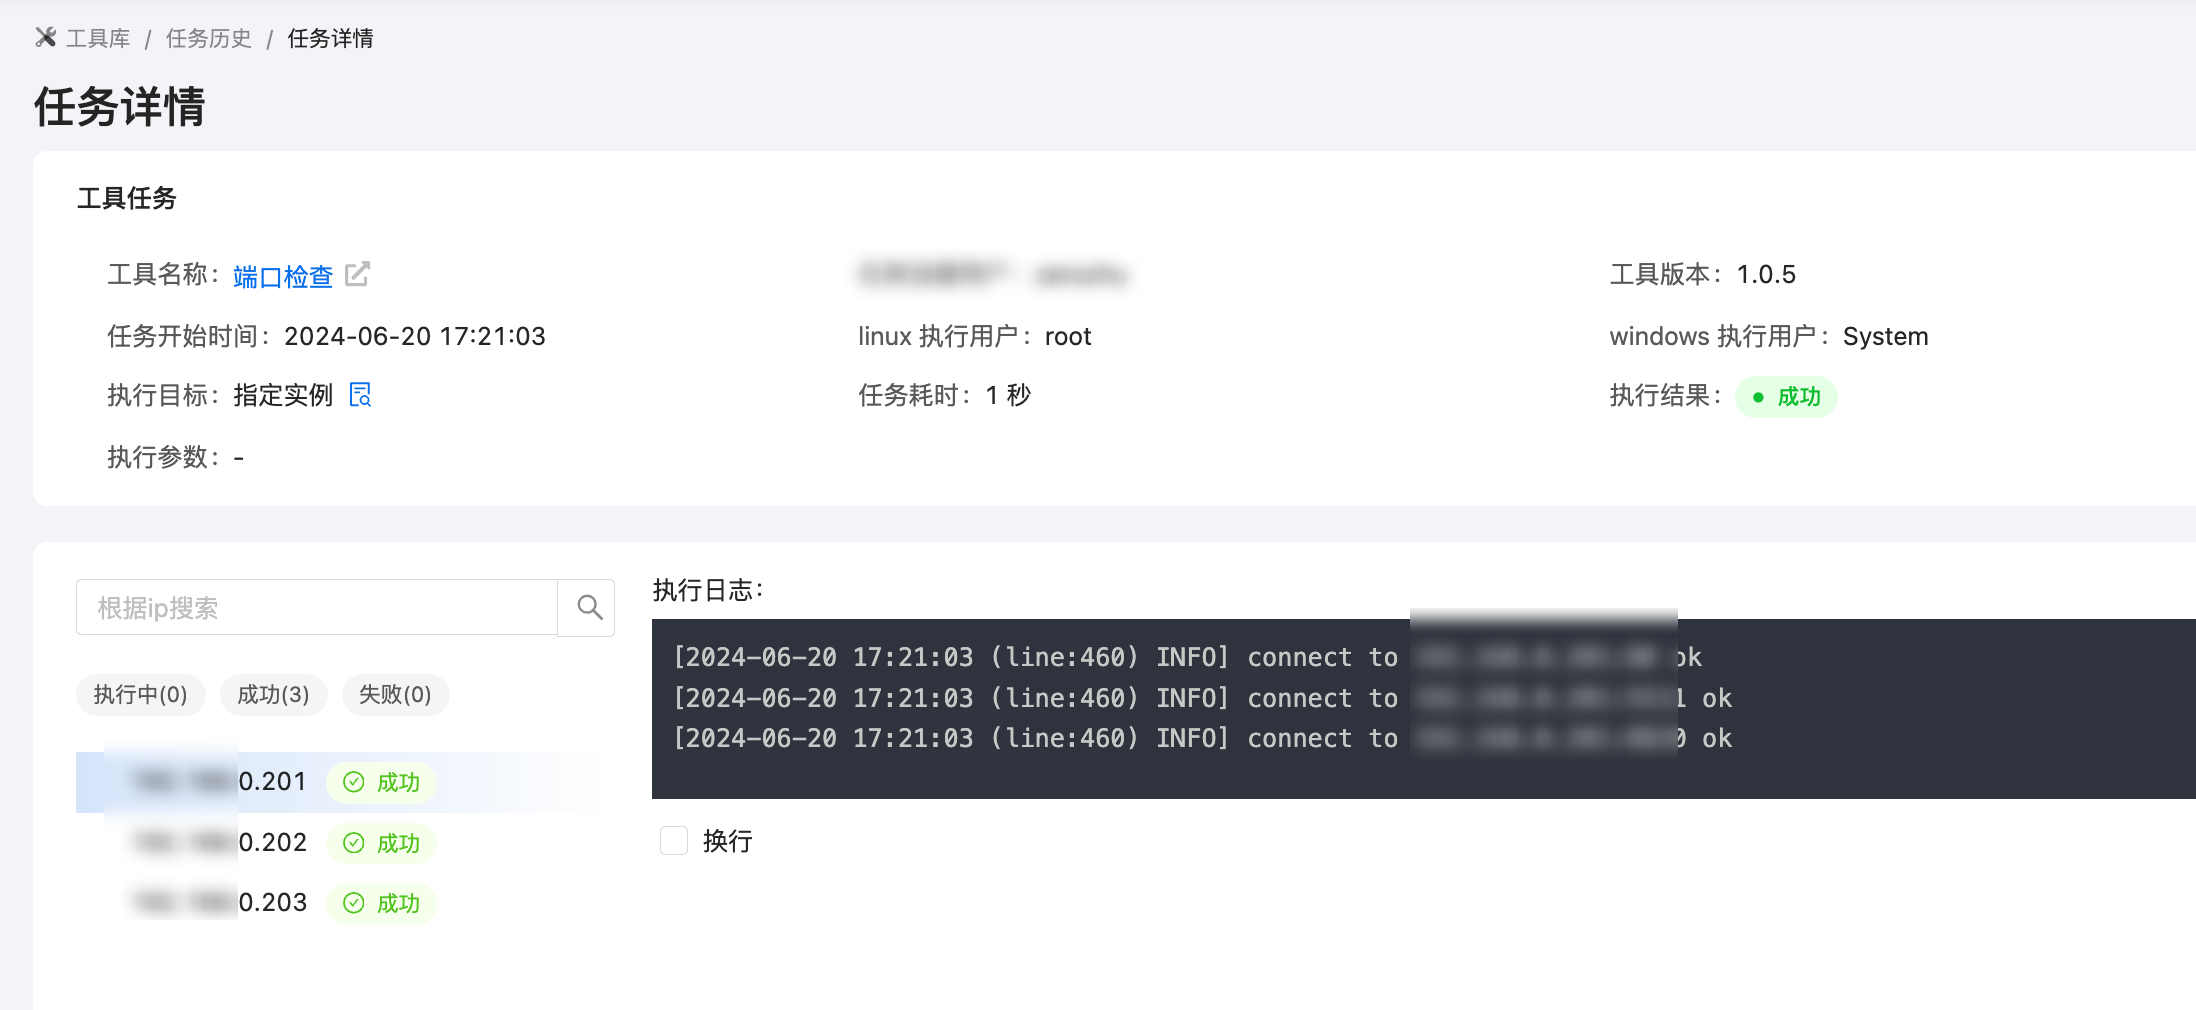 工具库 / 任务历史 / 任务详情
任务详情
工具任务
工具名称： 端口检查
工具版本： 1.0.5
任务开始时间： 2024-06-20 17:21:03
linux 执行用户： root
windows 执行用户： System
执行目标： 指定实例
任务耗时： 1 秒
执行结果： 成功
执行参数： -
根据ip搜索
执行中(0) 成功(3) 失败(0)
0.201 成功
0.202 成功
0.203 成功
执行日志：
[2024-06-20 17:21:03 (line:460) INFO] connect to ok
[2024-06-20 17:21:03 (line:460) INFO] connect to 1 ok
[2024-06-20 17:21:03 (line:460) INFO] connect to 0 ok
换行